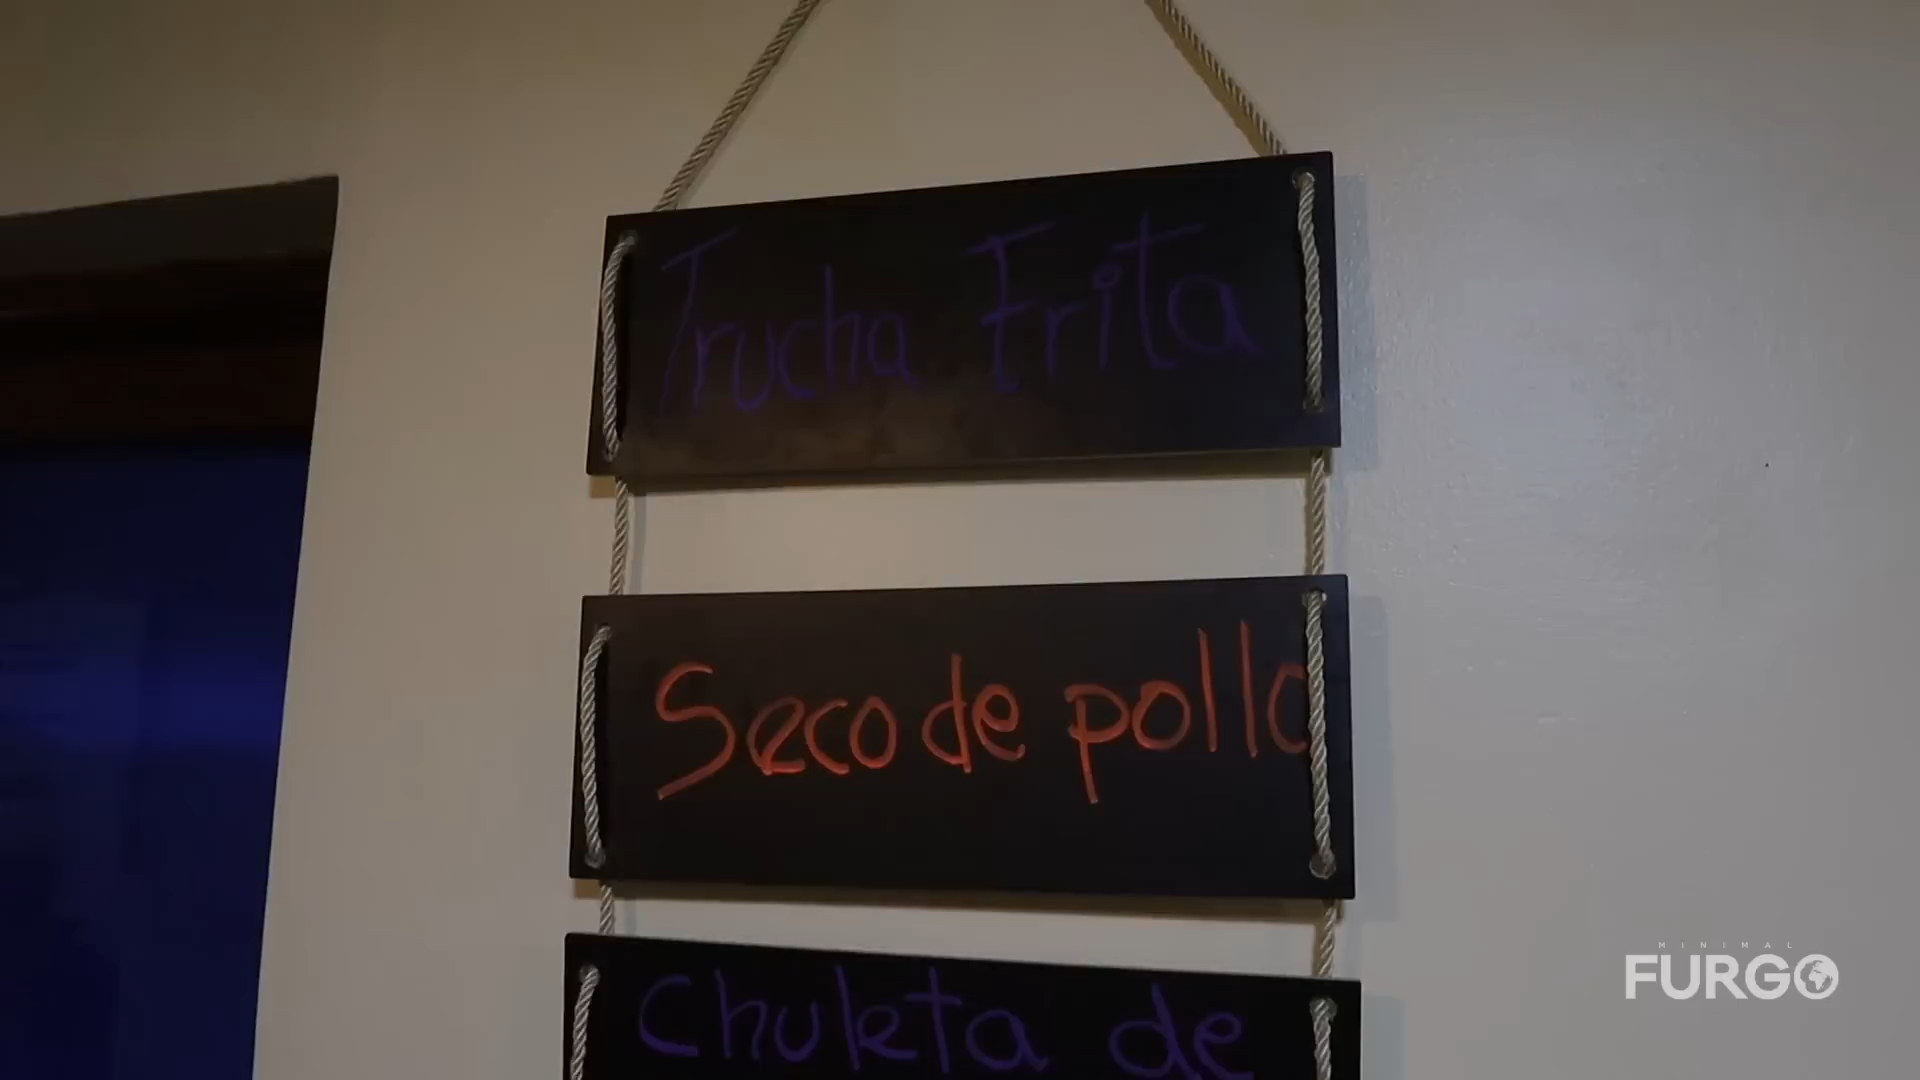 Trucha Frita
Seco de pollo
Chuleta de
MINIMAL
FURGO